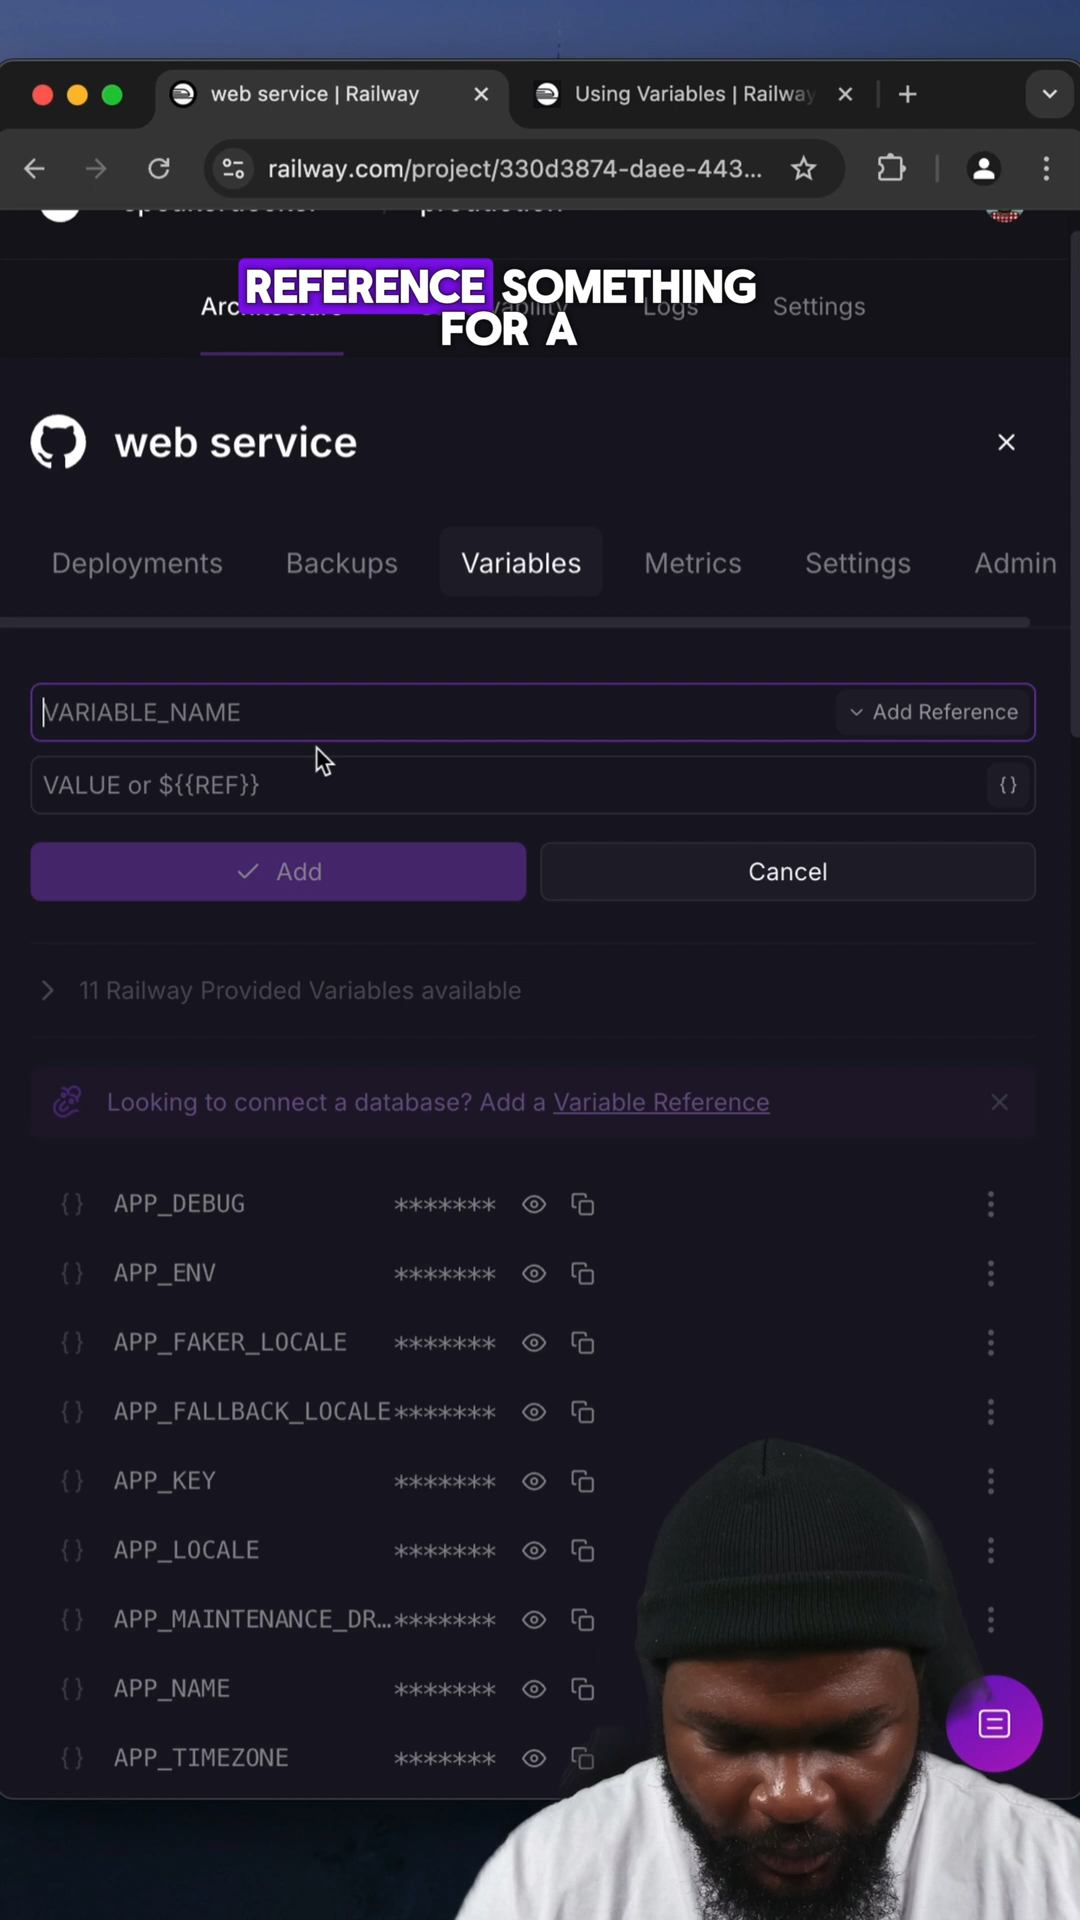 web service | Railway
Using Variables | Railway
railway.com/project/330d3874-daee-443...
production
REFERENCE SOMETHING
FOR A
Logs
Settings
web service
Deployments
Backups
Variables
Metrics
Settings
Admin
VARIABLE_NAME
Add Reference
VALUE or ${{REF}}
{}
Add
Cancel
11 Railway Provided Variables available
Looking to connect a database? Add a Variable Reference
{} APP_DEBUG *******
{} APP_ENV *******
{} APP_FAKER_LOCALE *******
{} APP_FALLBACK_LOCALE *******
{} APP_KEY *******
{} APP_LOCALE *******
{} APP_MAINTENANCE_DR… *******
{} APP_NAME *******
{} APP_TIMEZONE *******